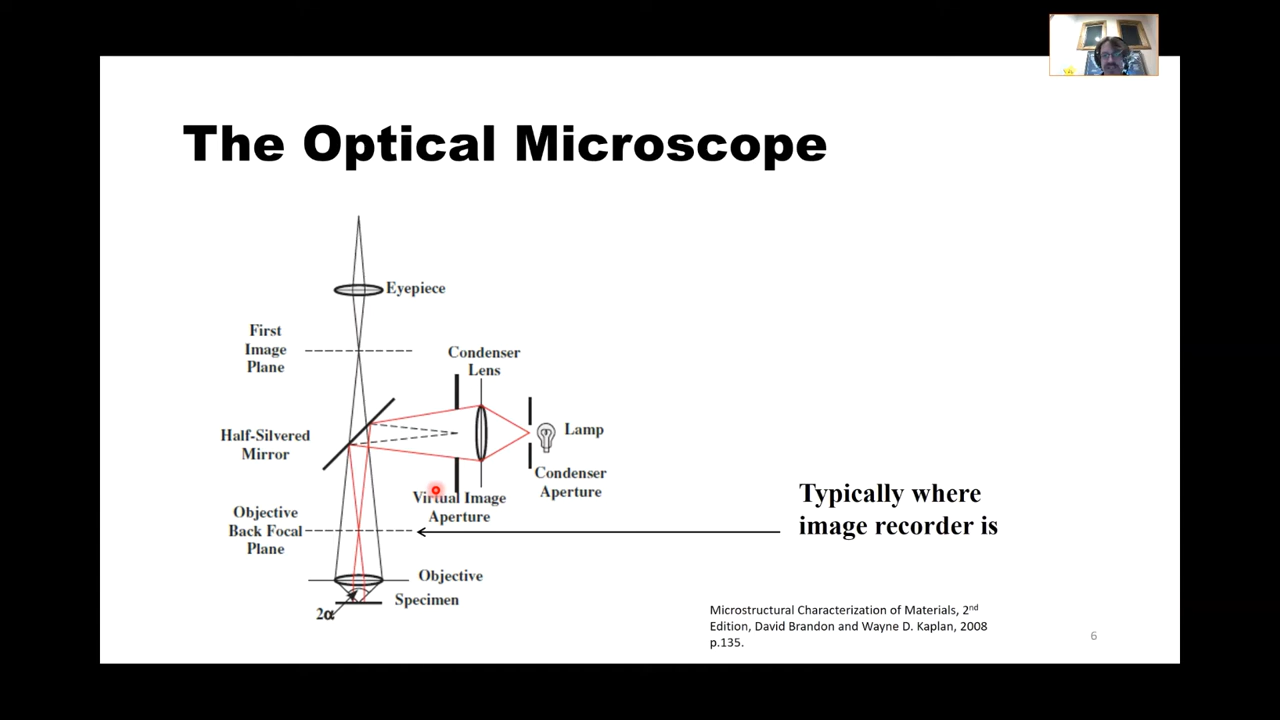 The Optical Microscope
Eyepiece
First
Image
Plane
Condenser
Lens
Half-Silvered
Mirror
Lamp
Condenser
Aperture
Virtual Image
Aperture
Objective
Back Focal
Plane
Typically where
image recorder is
Objective
Specimen
2α
Microstructural Characterization of Materials, 2nd
Edition, David Brandon and Wayne D. Kaplan, 2008
p.135.
6